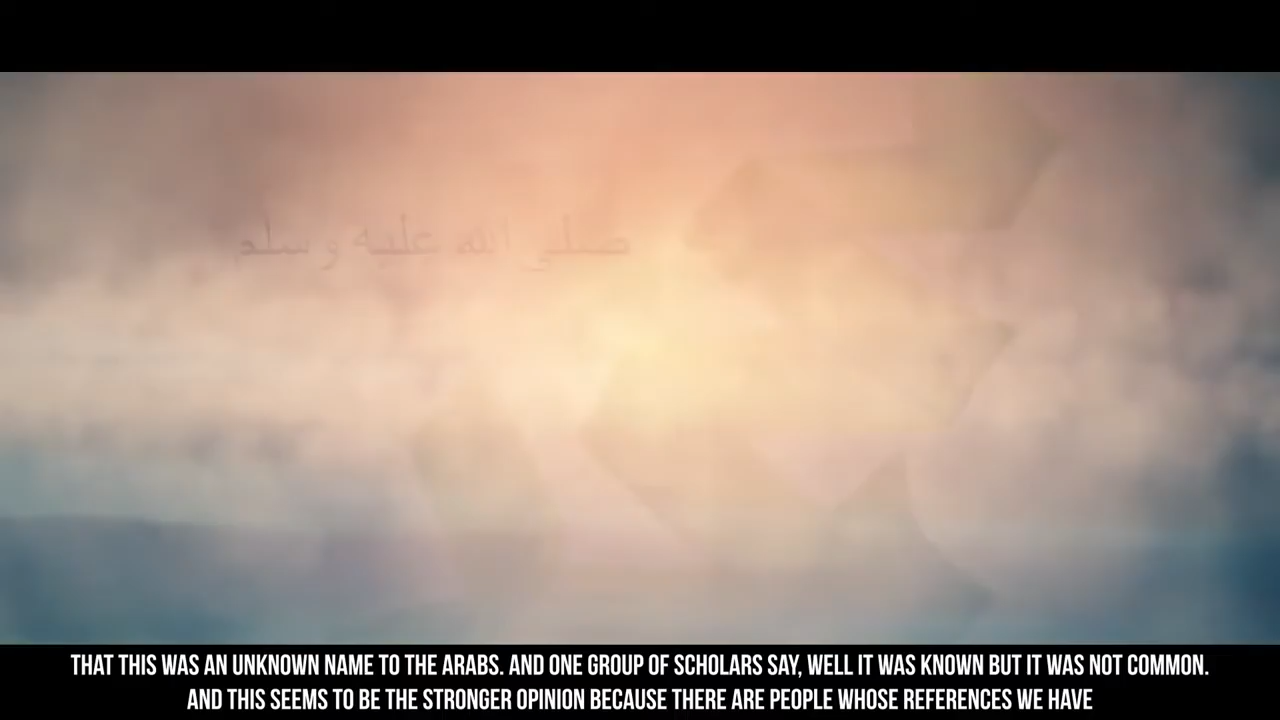 صلى الله عليه وسلم
THAT THIS WAS AN UNKNOWN NAME TO THE ARABS. AND ONE GROUP OF SCHOLARS SAY, WELL IT WAS KNOWN BUT IT WAS NOT COMMON.
AND THIS SEEMS TO BE THE STRONGER OPINION BECAUSE THERE ARE PEOPLE WHOSE REFERENCES WE HAVE